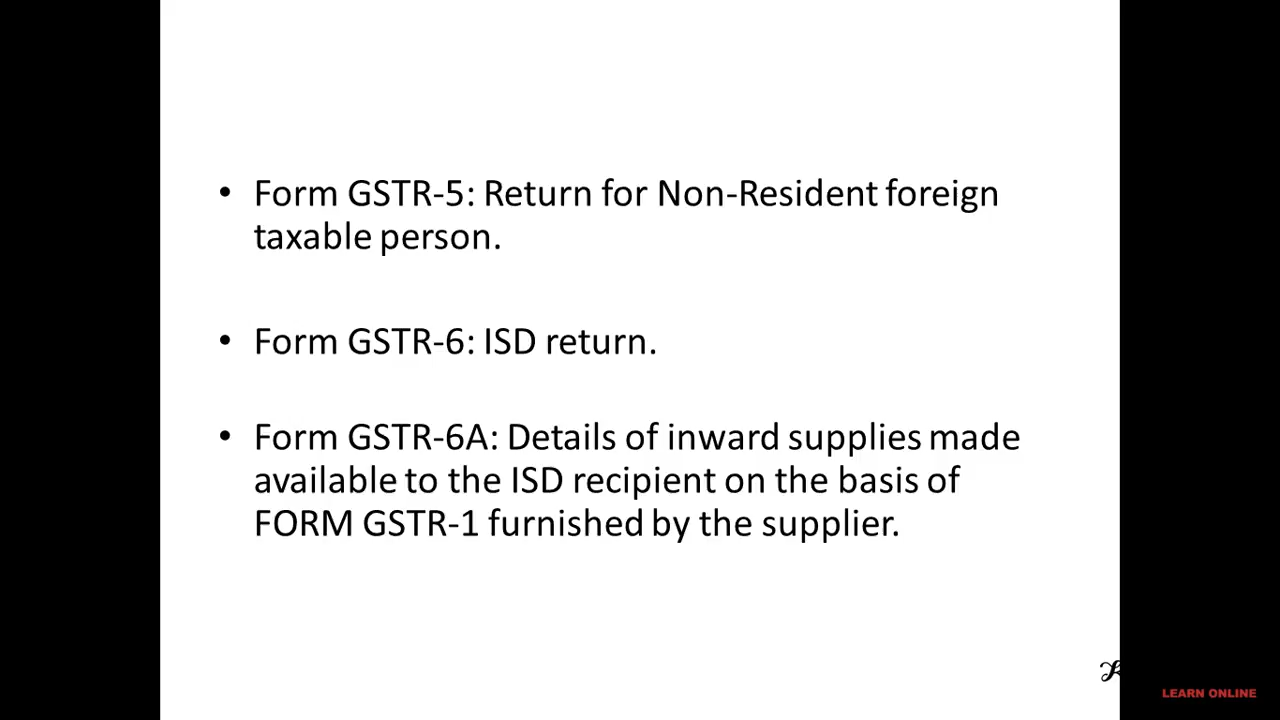 • Form GSTR-5: Return for Non-Resident foreign
taxable person.
• Form GSTR-6: ISD return.
• Form GSTR-6A: Details of inward supplies made
available to the ISD recipient on the basis of
FORM GSTR-1 furnished by the supplier.
LEARN ONLINE